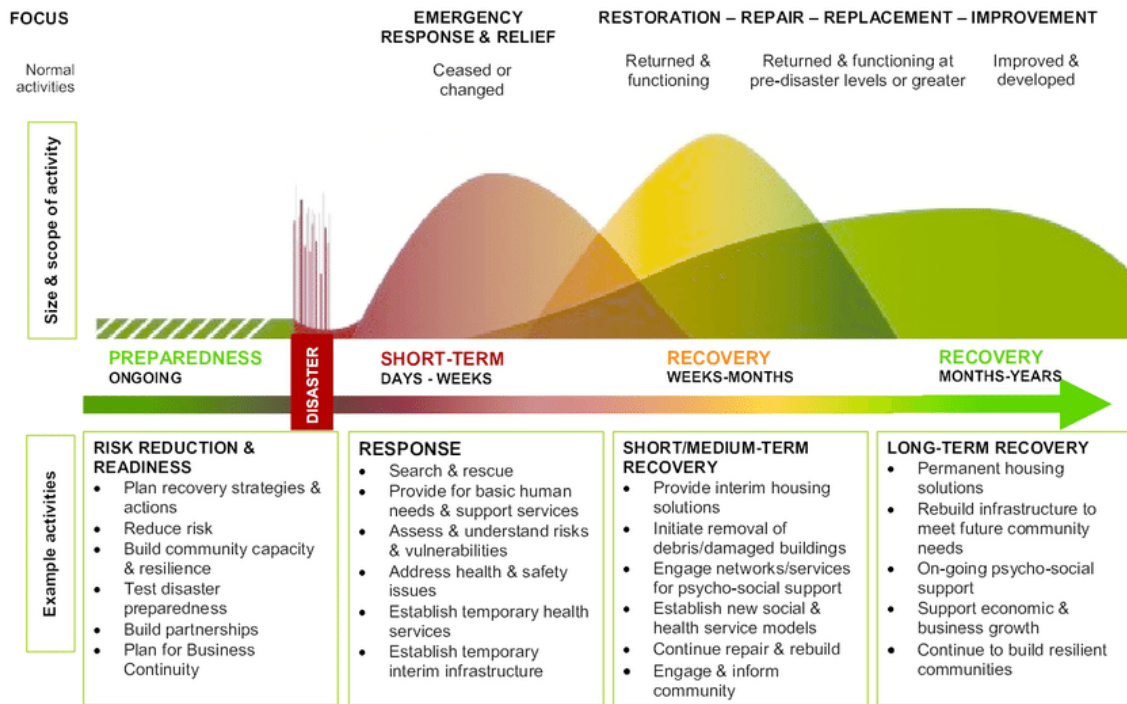 FOCUS
EMERGENCY
RESPONSE & RELIEF
RESTORATION – REPAIR – REPLACEMENT – IMPROVEMENT
Normal
activities
Ceased or
changed
Returned &
functioning
Returned & functioning at
pre-disaster levels or greater
Improved &
developed
Size & scope of activity
PREPAREDNESS
ONGOING
DISASTER
SHORT-TERM
DAYS - WEEKS
RECOVERY
WEEKS-MONTHS
RECOVERY
MONTHS-YEARS
Example activities
RISK REDUCTION &
READINESS
• Plan recovery strategies &
actions
• Reduce risk
• Build community capacity
& resilience
• Test disaster
preparedness
• Build partnerships
• Plan for Business
Continuity
RESPONSE
• Search & rescue
• Provide for basic human
needs & support services
• Assess & understand risks
& vulnerabilities
• Address health & safety
issues
• Establish temporary health
services
• Establish temporary
interim infrastructure
SHORT/MEDIUM-TERM
RECOVERY
• Provide interim housing
solutions
• Initiate removal of
debris/damaged buildings
• Engage networks/services
for psycho-social support
• Establish new social &
health service models
• Continue repair & rebuild
• Engage & inform
community
LONG-TERM RECOVERY
• Permanent housing
solutions
• Rebuild infrastructure to
meet future community
needs
• On-going psycho-social
support
• Support economic &
business growth
• Continue to build resilient
communities